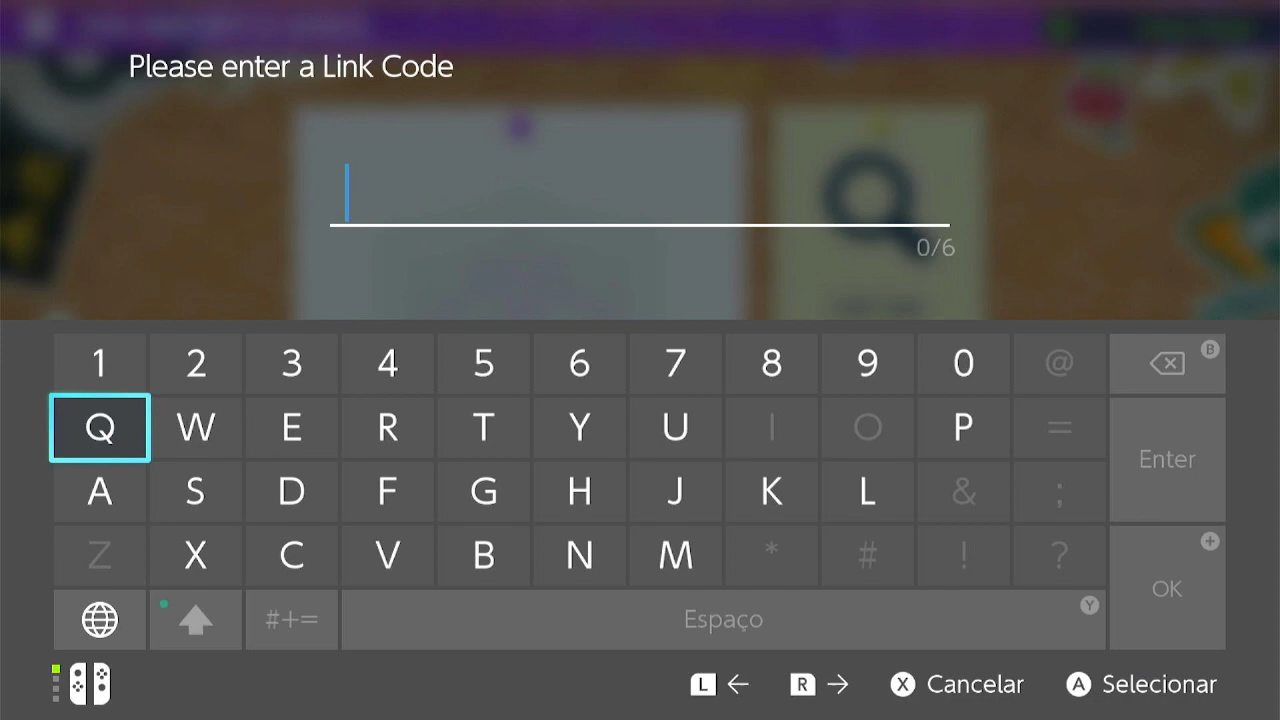 Please enter a Link Code
0/6
1 2 3 4 5 6 7 8 9 0 @ B
Q W E R T Y U I O P =
Enter
A S D F G H J K L & ;
Z X C V B N M * # ! ? +
OK
#+= Espaço Y
L ← R → X Cancelar A Selecionar